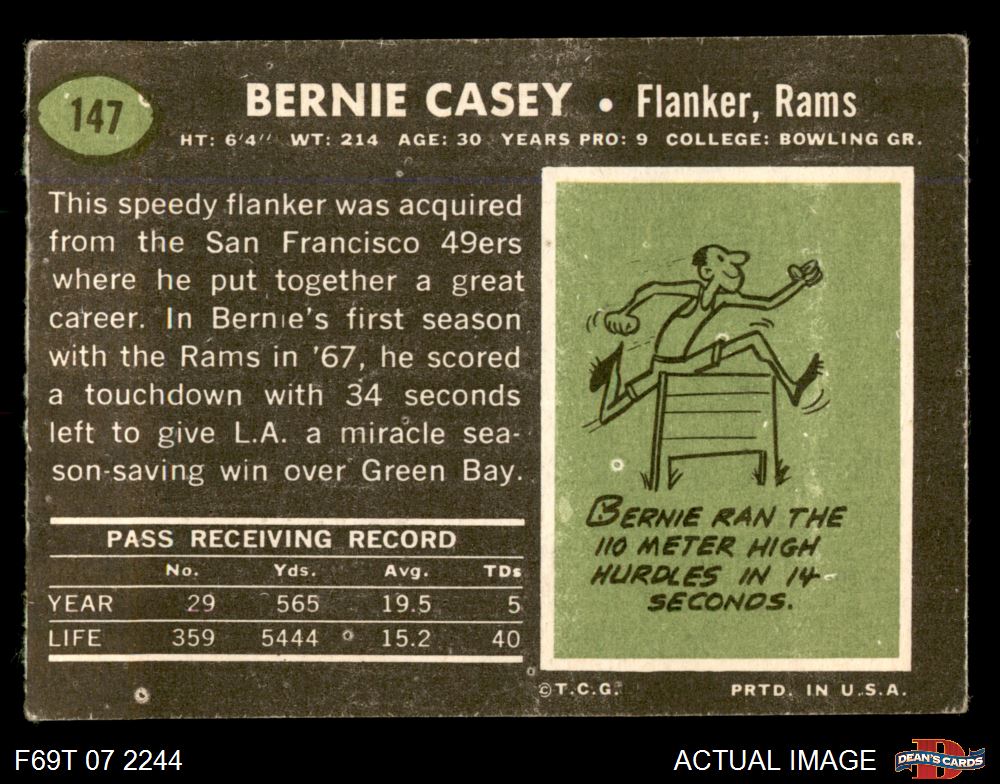 147
BERNIE CASEY • Flanker, Rams
HT: 6'4" WT: 214 AGE: 30 YEARS PRO: 9 COLLEGE: BOWLING GR.
This speedy flanker was acquired
from the San Francisco 49ers
where he put together a great
career. In Bernie's first season
with the Rams in '67, he scored
a touchdown with 34 seconds
left to give L.A. a miracle sea-
son-saving win over Green Bay.
PASS RECEIVING RECORD
No. Yds. Avg. TDs
YEAR 29 565 19.5 5
LIFE 359 5444 15.2 40
BERNIE RAN THE
110 METER HIGH
HURDLES IN 14
SECONDS.
©T.C.G. PRTD. IN U.S.A.
F69T 07 2244 ACTUAL IMAGE
D
DEAN'S CARDS